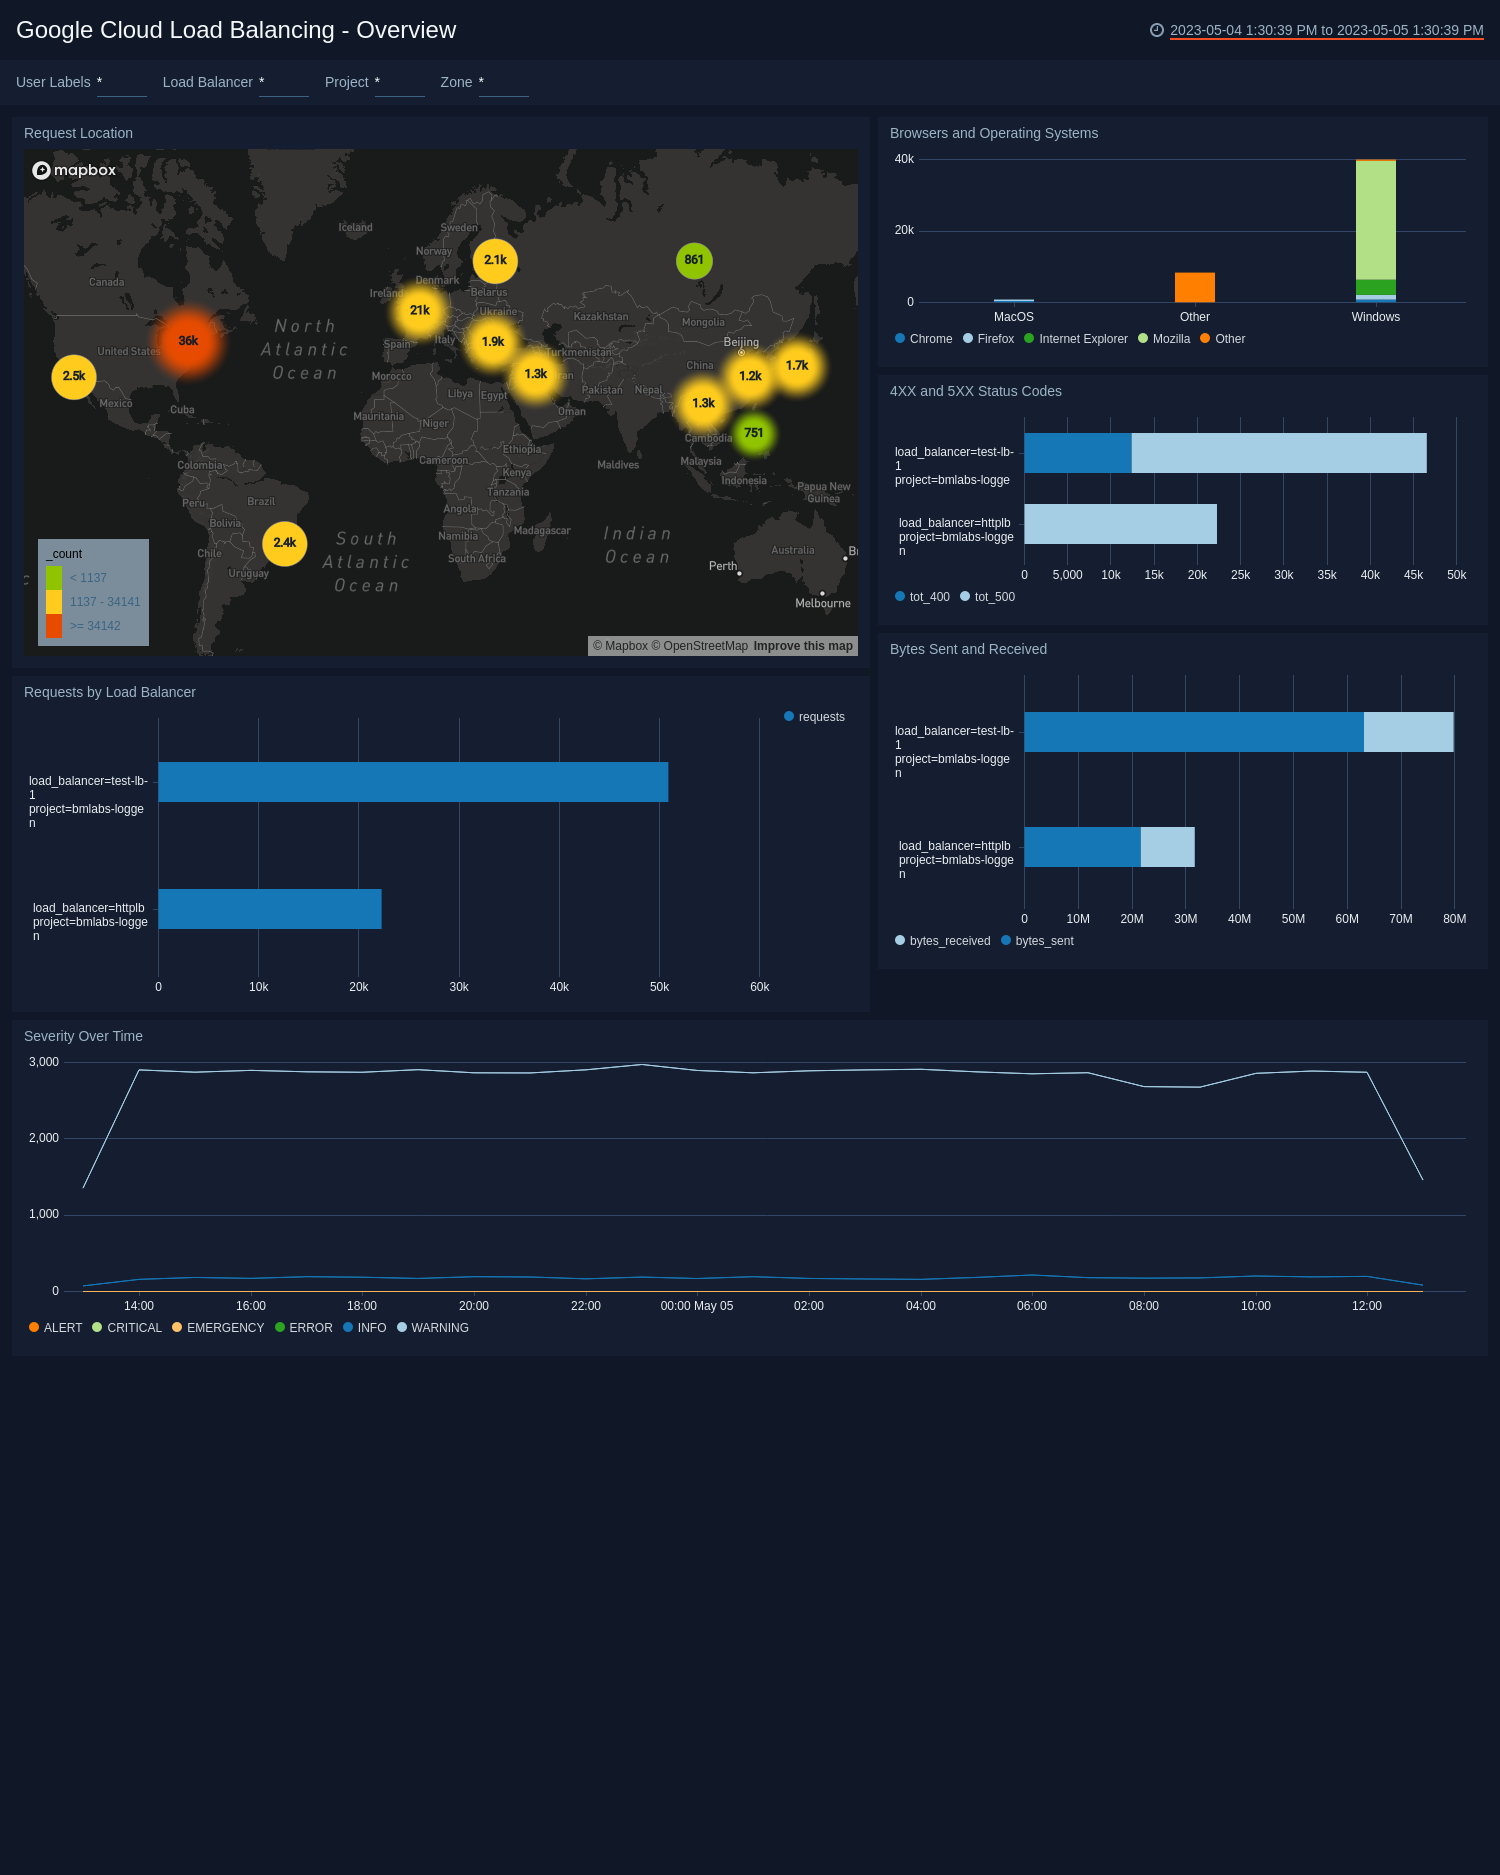 Google Cloud Load Balancing - Overview
2023-05-04 1:30:39 PM to 2023-05-05 1:30:39 PM
User Labels * Load Balancer * Project * Zone *
Request Location
mapbox
Iceland
Sweden
Norway
2.1k
861
Canada
Denmark
Ireland
Belarus
21k
Ukraine
Kazakhstan
Mongolia
North
Atlantic
Ocean
36k
Spain
Italy
1.9k
Beijing
United States
Turkmenistan
2.5k
Morocco
1.3k
ran
China
1.2k
1.7k
Mexico
Cuba
Libya
Egypt
Pakistan
Nepal
1.3k
Mauritania
Niger
Oman
751
Cambodia
Colombia
Cameroon
Ethiopia
Maldives
Malaysia
Kenya
Indonesia
Peru
Brazil
Tanzania
Papua New
Guinea
Angola
Bolivia
2.4k
South
Atlantic
Ocean
Namibia
Madagascar
Indian
Ocean
Chile
South Africa
Australia
B
Uruguay
Perth
Melbourne
_count
< 1137
1137 - 34141
>= 34142
© Mapbox © OpenStreetMap Improve this map
Browsers and Operating Systems
40k
20k
0
MacOS Other Windows
Chrome Firefox Internet Explorer Mozilla Other
4XX and 5XX Status Codes
load_balancer=test-lb-
1
project=bmlabs-logge
load_balancer=httplb
project=bmlabs-logge
n
0 5,000 10k 15k 20k 25k 30k 35k 40k 45k 50k
tot_400 tot_500
Bytes Sent and Received
load_balancer=test-lb-
1
project=bmlabs-logge
n
load_balancer=httplb
project=bmlabs-logge
n
0 10M 20M 30M 40M 50M 60M 70M 80M
bytes_received bytes_sent
Requests by Load Balancer
requests
load_balancer=test-lb-
1
project=bmlabs-logge
n
load_balancer=httplb
project=bmlabs-logge
n
0 10k 20k 30k 40k 50k 60k
Severity Over Time
3,000
2,000
1,000
0
14:00 16:00 18:00 20:00 22:00 00:00 May 05 02:00 04:00 06:00 08:00 10:00 12:00
ALERT CRITICAL EMERGENCY ERROR INFO WARNING